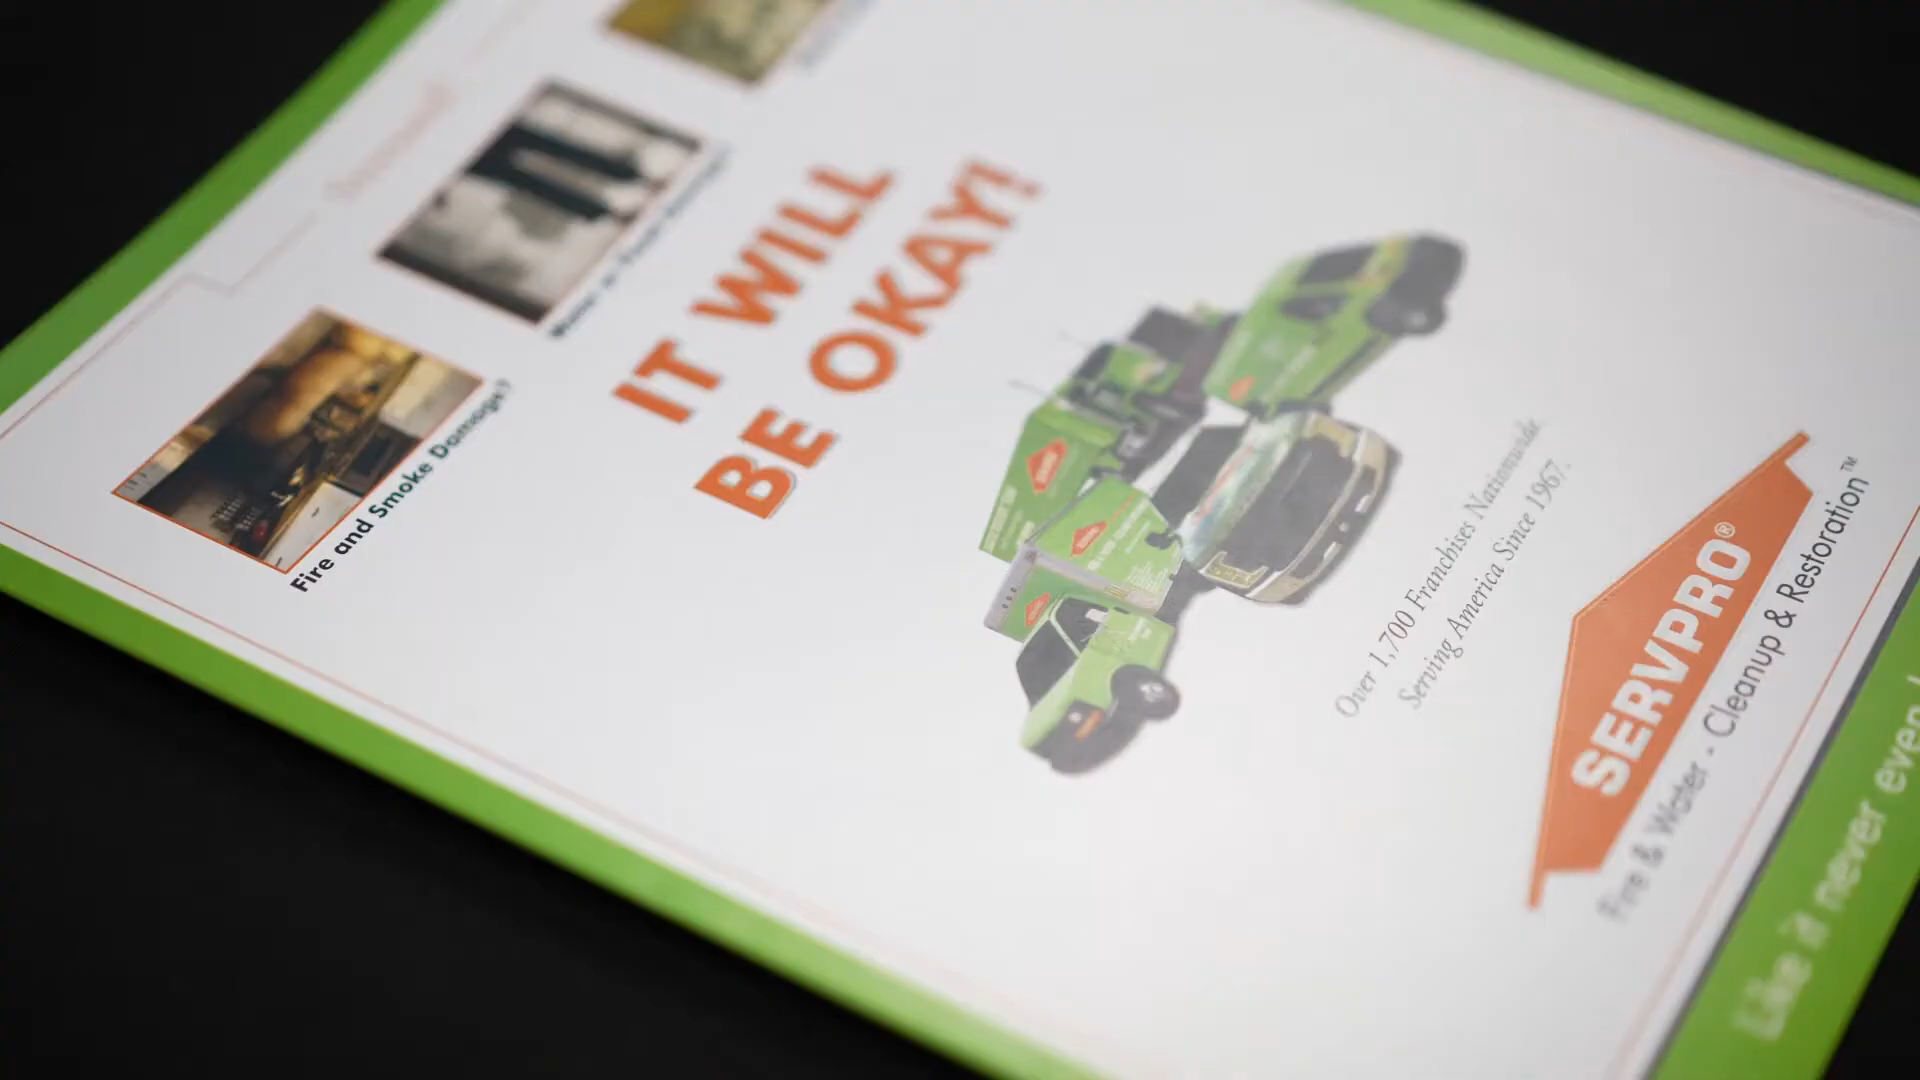 Fire and Smoke Damage?
IT WILL
BE OKAY!
Over 1,700 Franchises Nationwide.
Serving America Since 1967.
SERVPRO®
Fire & Water - Cleanup & Restoration™
Like it never even